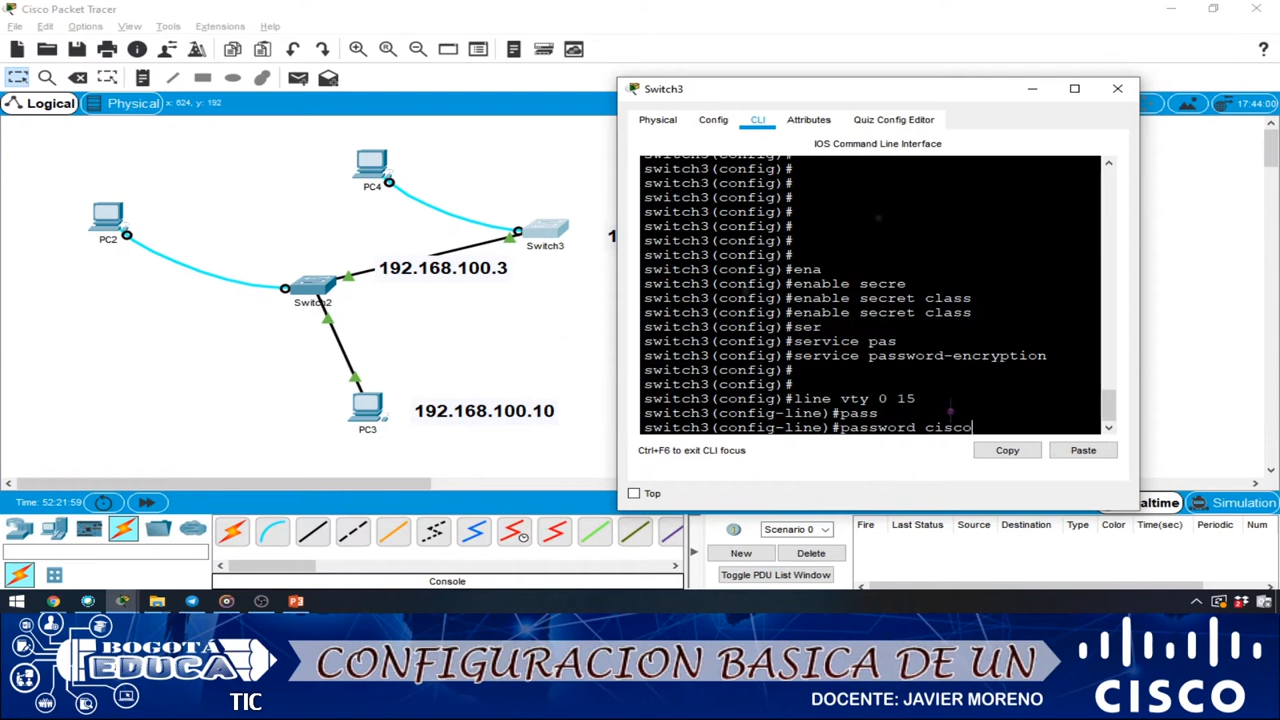 Cisco Packet Tracer
File Edit Options View Tools Extensions Help
Logical
Physical x: 624, y: 192
17:44:00
PC4
PC2
Switch3
192.168.100.3
Switch2
192.168.100.10
PC3
Switch3
Physical Config CLI Attributes Quiz Config Editor
IOS Command Line Interface
switch3(config)#
switch3(config)#
switch3(config)#
switch3(config)#
switch3(config)#
switch3(config)#
switch3(config)#
switch3(config)#
switch3(config)#ena
switch3(config)#enable secre
switch3(config)#enable secret class
switch3(config)#enable secret class
switch3(config)#ser
switch3(config)#service pas
switch3(config)#service password-encryption
switch3(config)#
switch3(config)#
switch3(config)#line vty 0 15
switch3(config-line)#pass
switch3(config-line)#password cisco
Ctrl+F6 to exit CLI focus
Copy
Paste
Top
Time: 52:21:59
altime
Simulation
Scenario 0
New
Delete
Toggle PDU List Window
Fire Last Status Source Destination Type Color Time(sec) Periodic Num
Console
BOGOTÁ
EDUCA
TIC
CONFIGURACION BASICA DE UN
DOCENTE: JAVIER MORENO
CISCO